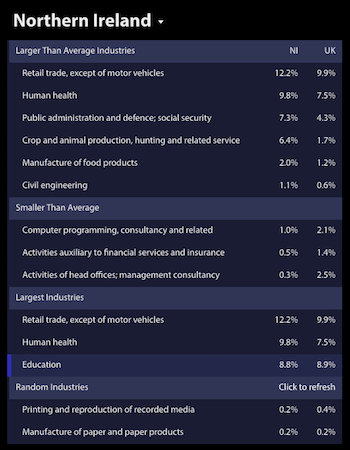 Northern Ireland
Larger Than Average Industries NI UK
Retail trade, except of motor vehicles 12.2% 9.9%
Human health 9.8% 7.5%
Public administration and defence; social security 7.3% 4.3%
Crop and animal production, hunting and related service 6.4% 1.7%
Manufacture of food products 2.0% 1.2%
Civil engineering 1.1% 0.6%
Smaller Than Average
Computer programming, consultancy and related 1.0% 2.1%
Activities auxiliary to financial services and insurance 0.5% 1.4%
Activities of head offices; management consultancy 0.3% 2.5%
Largest Industries
Retail trade, except of motor vehicles 12.2% 9.9%
Human health 9.8% 7.5%
Education 8.8% 8.9%
Random Industries Click to refresh
Printing and reproduction of recorded media 0.2% 0.4%
Manufacture of paper and paper products 0.2% 0.2%